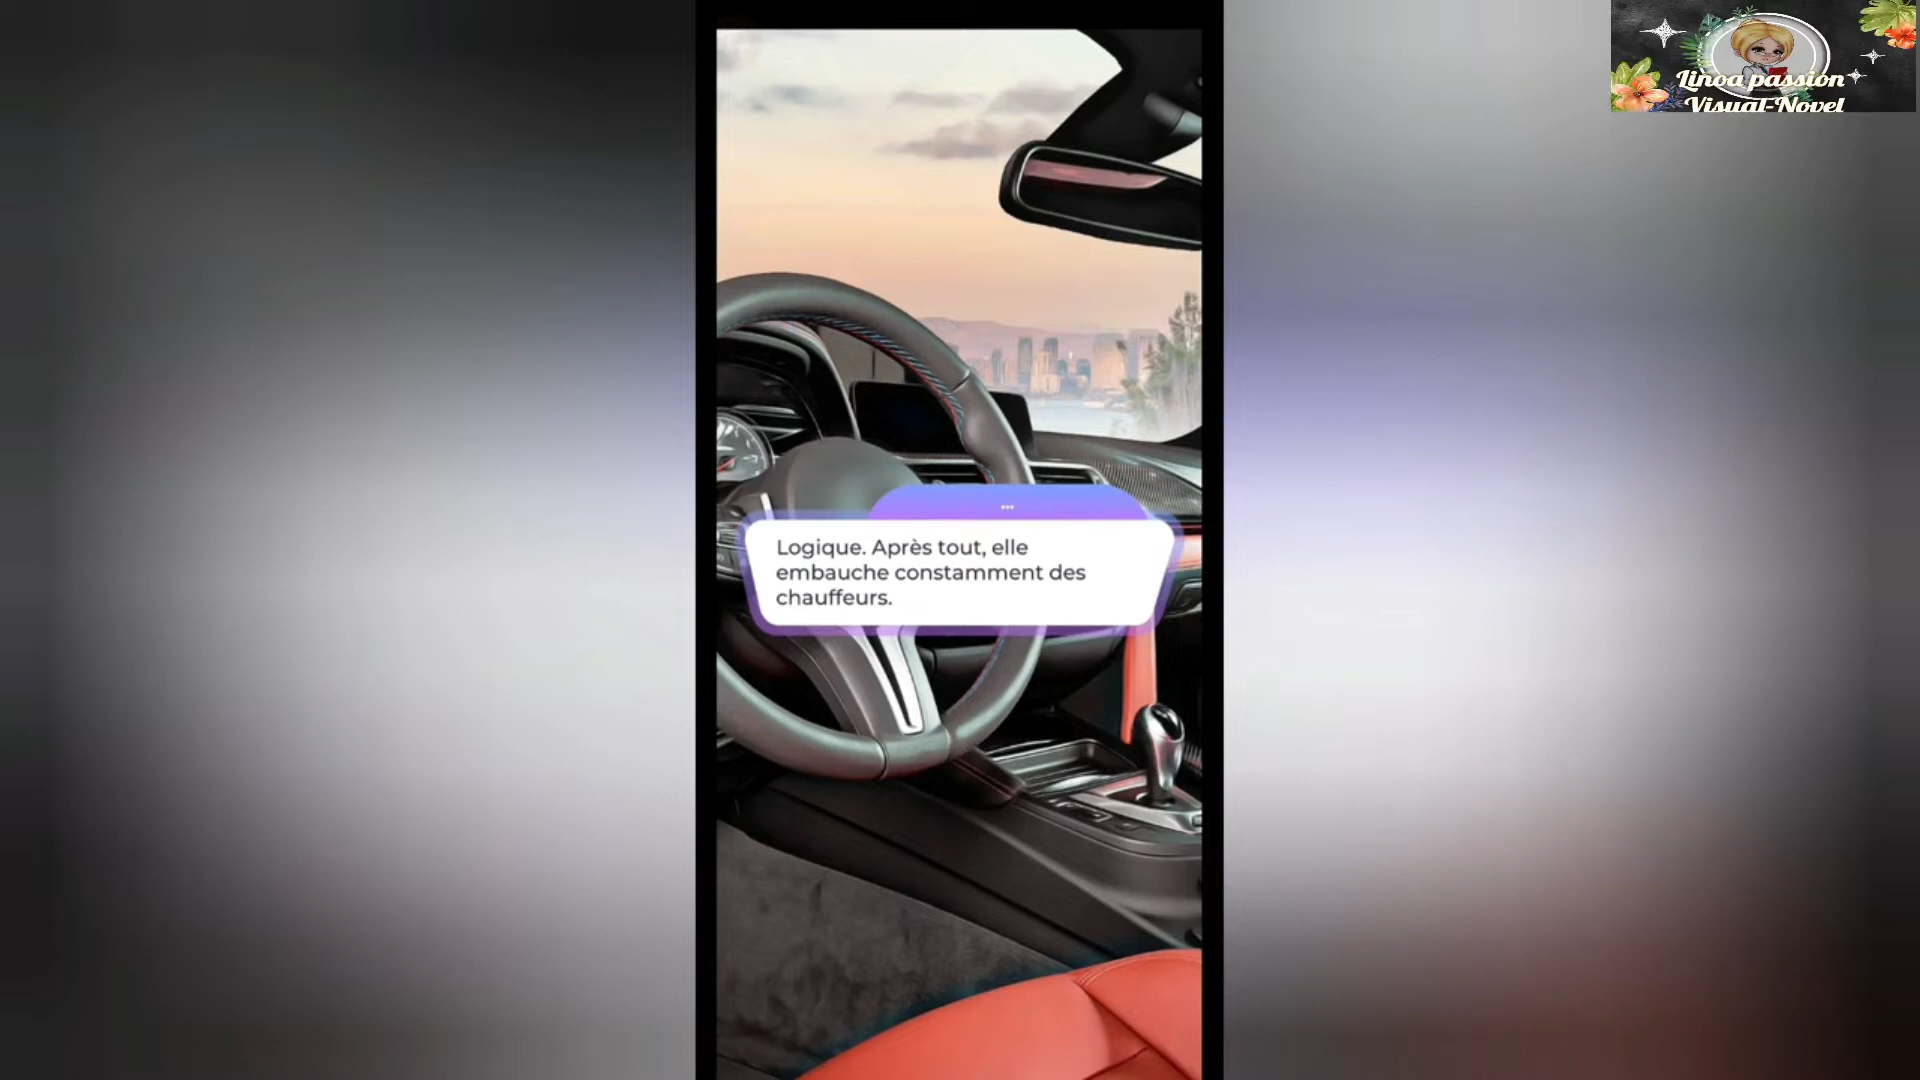 Linoa passion
Visual-Novel
...
Logique. Après tout, elle
embauche constamment des
chauffeurs.